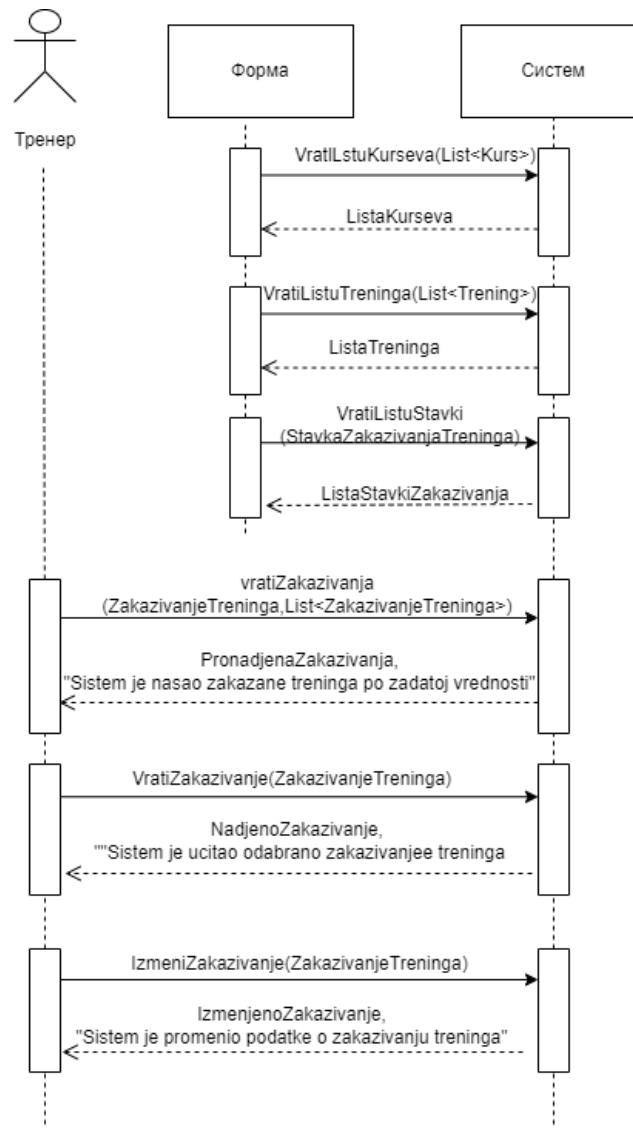 Форма
Систем
Тренер
VratILstuKurseva(List<Kurs>)
ListaKurseva
VratiListuTreninga(List<Trening>)
ListaTreninga
VratiListuStavki
(StavkaZakazivanjaTreninga)
ListaStavkiZakazivanja
vratiZakazivanja
(ZakazivanjeTreninga,List<ZakazivanjeTreninga>)
PronadjenaZakazivanja,
"Sistem je nasao zakazane treninga po zadatoj vrednosti"
VratiZakazivanje(ZakazivanjeTreninga)
NadjenoZakazivanje,
""Sistem je ucitao odabrano zakazivanjee treninga
IzmeniZakazivanje(ZakazivanjeTreninga)
IzmenjenoZakazivanje,
"Sistem je promenio podatke o zakazivanju treninga"